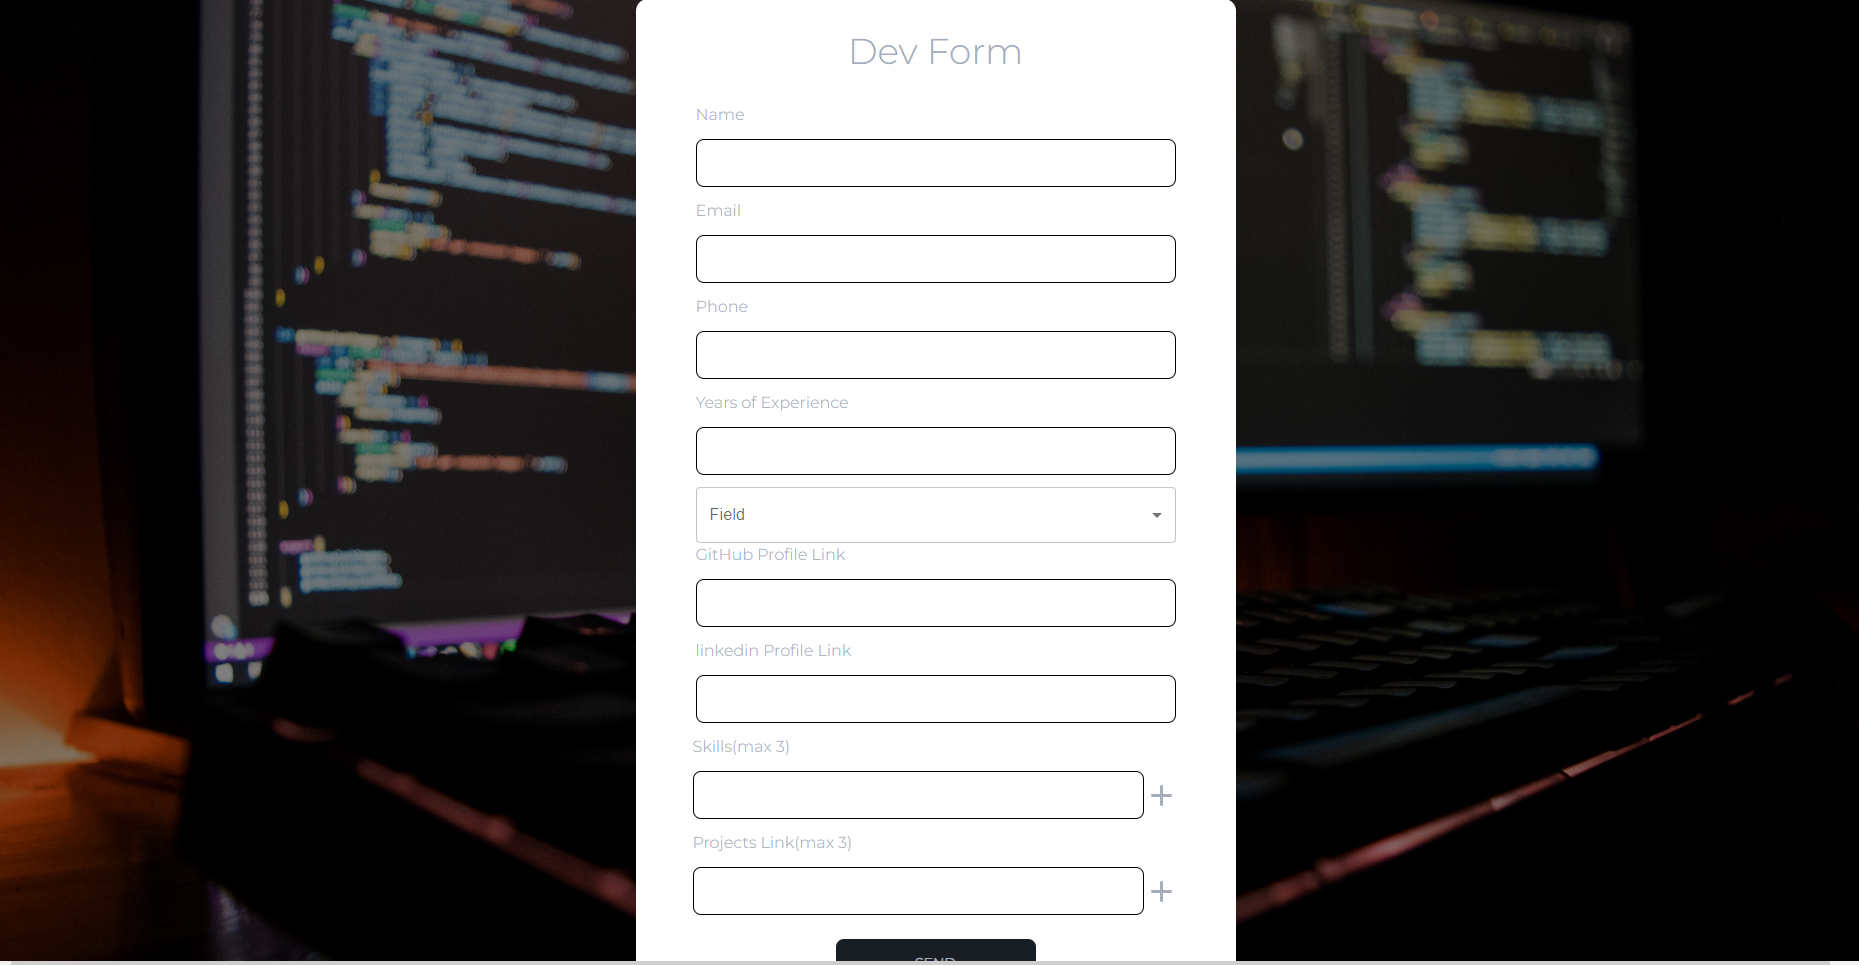 Dev Form
Name
Email
Phone
Years of Experience
Field
GitHub Profile Link
linkedin Profile Link
Skills(max 3)
Projects Link(max 3)
SEND